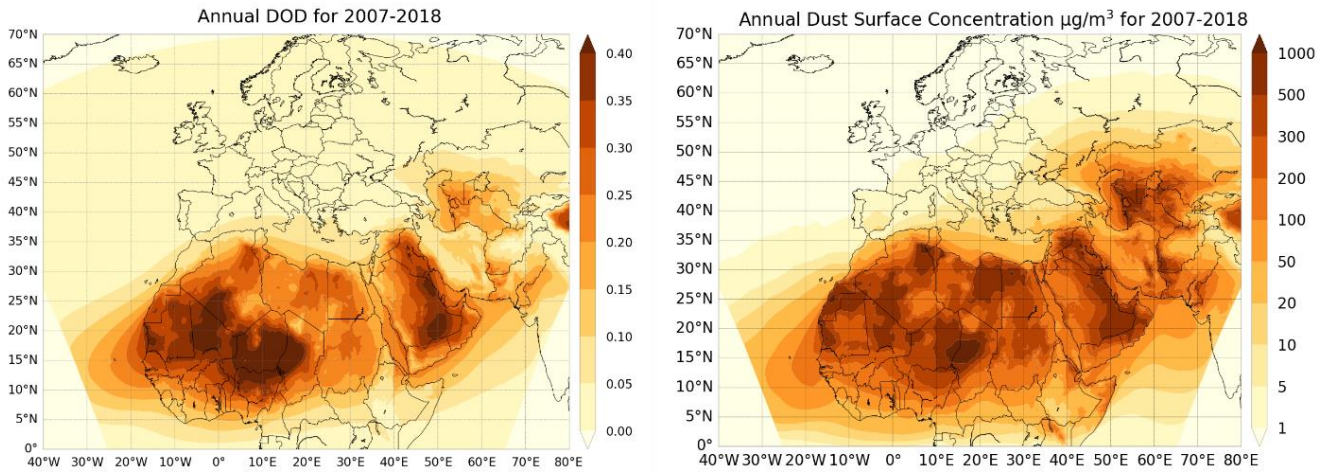 Annual DOD for 2007-2018
70°N
65°N
60°N
55°N
50°N
45°N
40°N
35°N
30°N
25°N
20°N
15°N
10°N
5°N
0°
40°W 30°W 20°W 10°W 0° 10°E 20°E 30°E 40°E 50°E 60°E 70°E 80°E
0.40
0.35
0.30
0.25
0.20
0.15
0.10
0.05
0.00
Annual Dust Surface Concentration µg/m³ for 2007-2018
70°N
65°N
60°N
55°N
50°N
45°N
40°N
35°N
30°N
25°N
20°N
15°N
10°N
5°N
0°
40°W 30°W 20°W 10°W 0° 10°E 20°E 30°E 40°E 50°E 60°E 70°E 80°E
1000
500
300
200
100
50
20
10
5
1